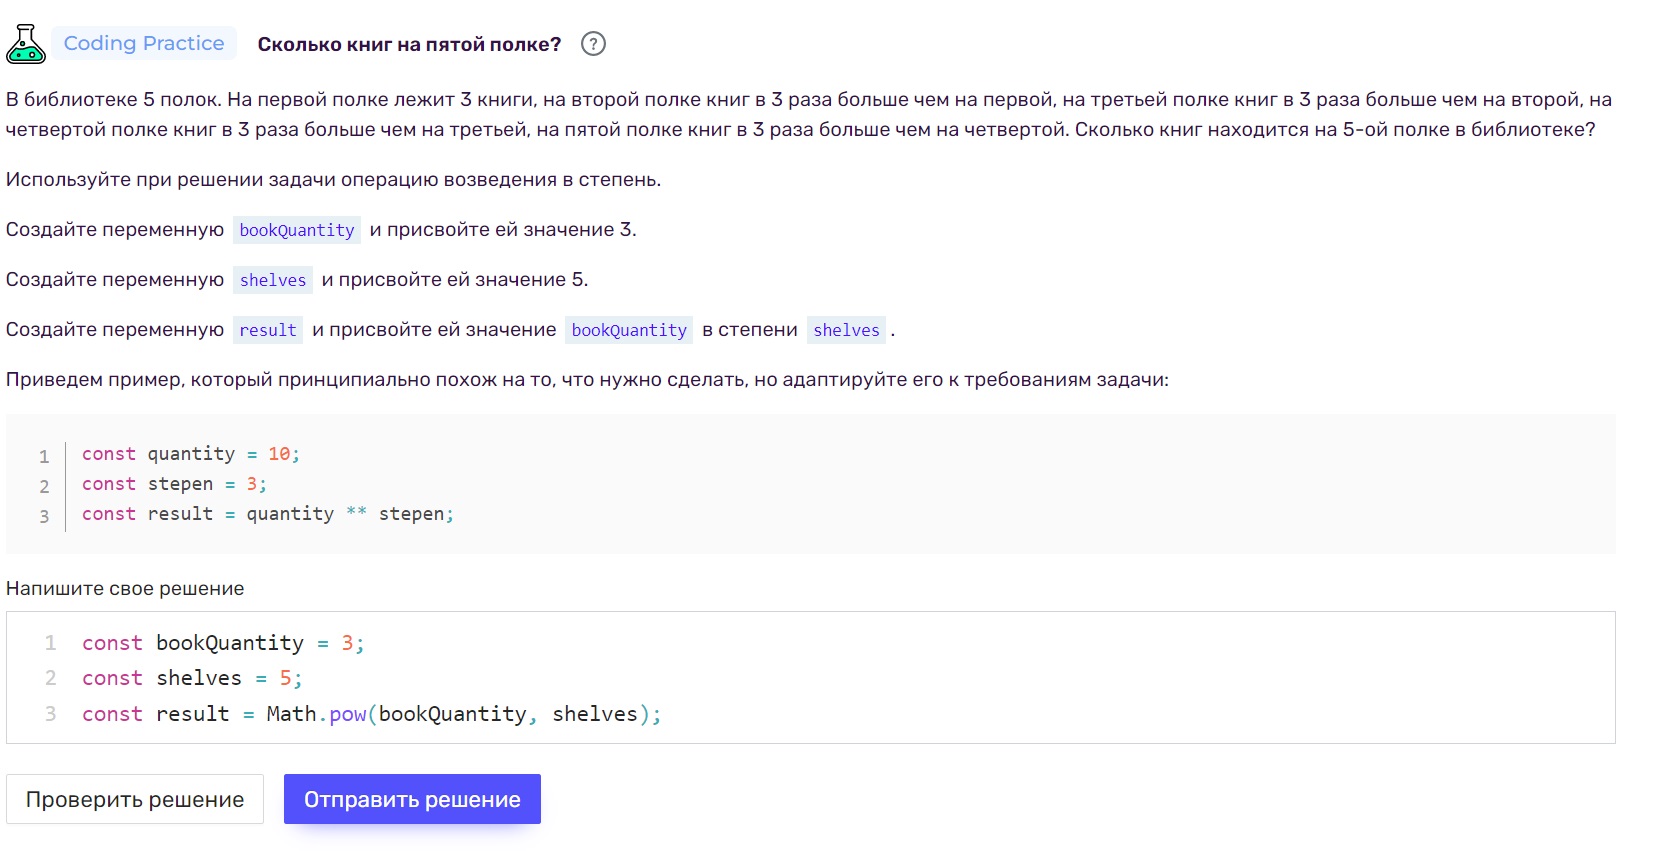 Coding Practice Сколько книг на пятой полке? ?
В библиотеке 5 полок. На первой полке лежит 3 книги, на второй полке книг в 3 раза больше чем на первой, на третьей полке книг в 3 раза больше чем на второй, на
четвертой полке книг в 3 раза больше чем на третьей, на пятой полке книг в 3 раза больше чем на четвертой. Сколько книг находится на 5-ой полке в библиотеке?
Используйте при решении задачи операцию возведения в степень.
Создайте переменную bookQuantity и присвойте ей значение 3.
Создайте переменную shelves и присвойте ей значение 5.
Создайте переменную result и присвойте ей значение bookQuantity в степени shelves .
Приведем пример, который принципиально похож на то, что нужно сделать, но адаптируйте его к требованиям задачи:
1 const quantity = 10;
2 const stepen = 3;
3 const result = quantity ** stepen;
Напишите свое решение
1 const bookQuantity = 3;
2 const shelves = 5;
3 const result = Math.pow(bookQuantity, shelves);
Проверить решение Отправить решение